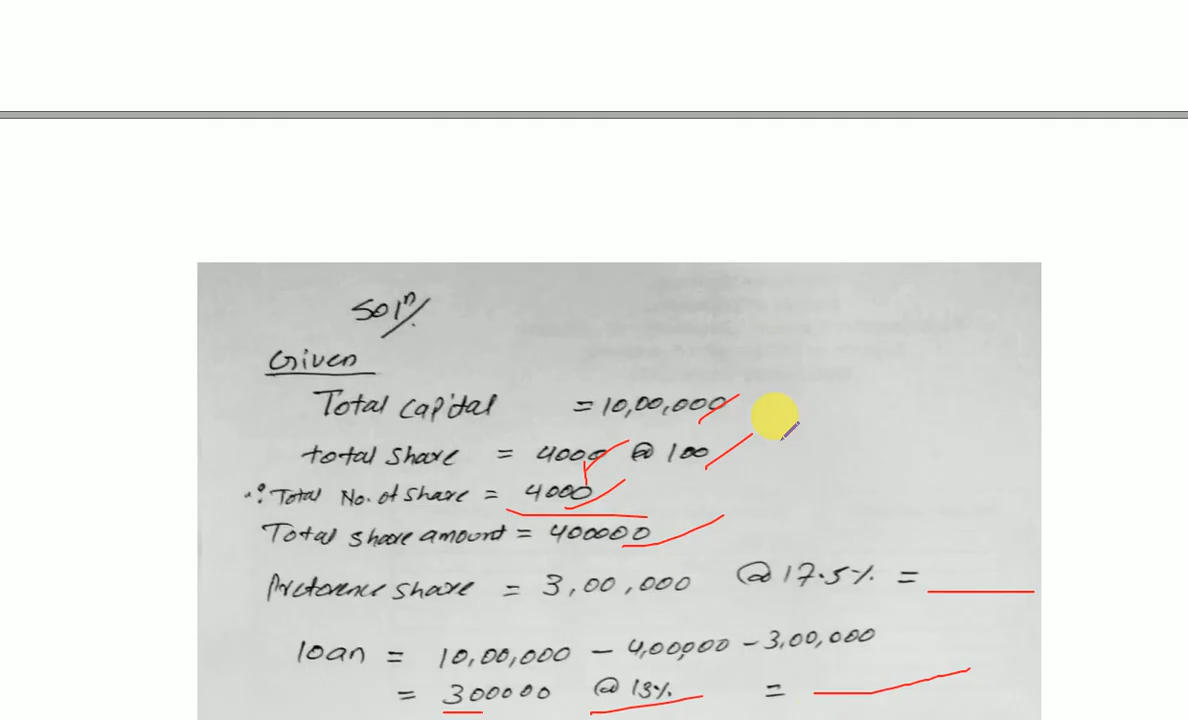 Solⁿ/.
Given
Total Capital = 10,00,000
total share = 4000 @ 100
∴ Total No. of share = 4000
Total share amount = 400000
Preference share = 3,00,000 @ 17.5% =
loan = 10,00,000 - 4,00,000 - 3,00,000
= 300000 @ 13% =